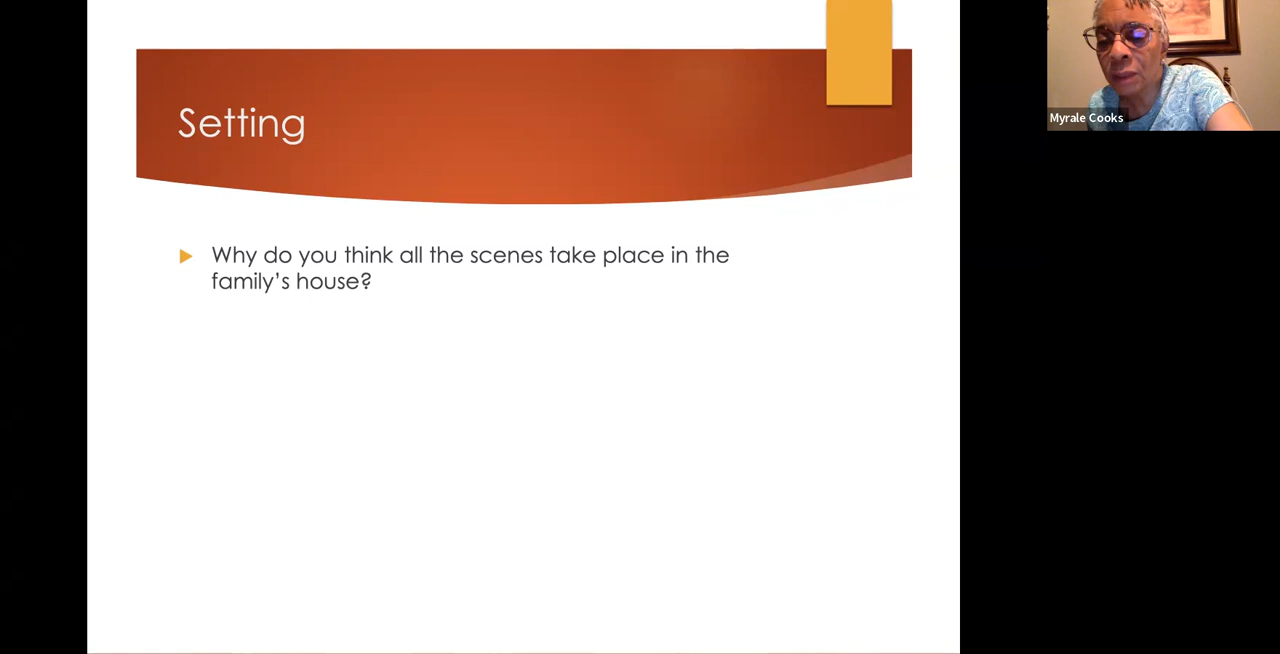 Setting
Why do you think all the scenes take place in the
family’s house?
Myrale Cooks